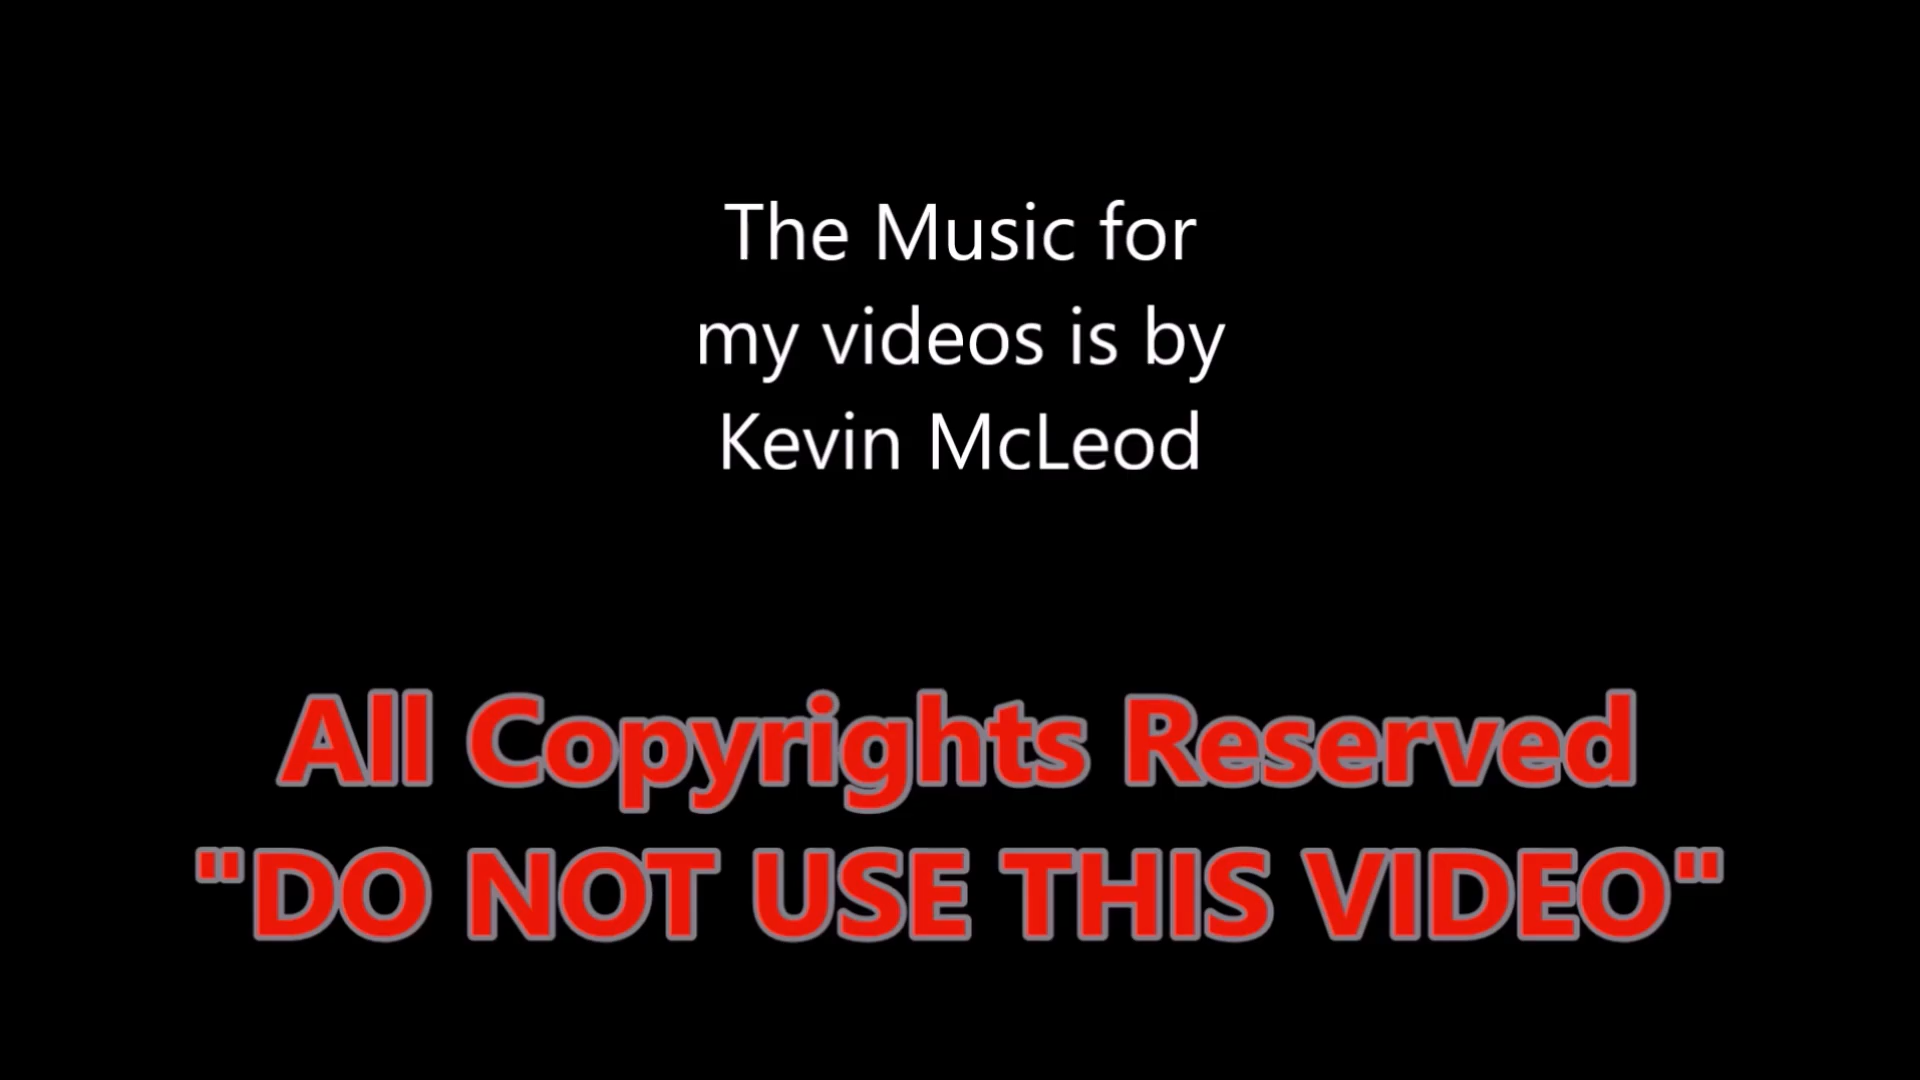 The Music for
my videos is by
Kevin McLeod
All Copyrights Reserved
"DO NOT USE THIS VIDEO"